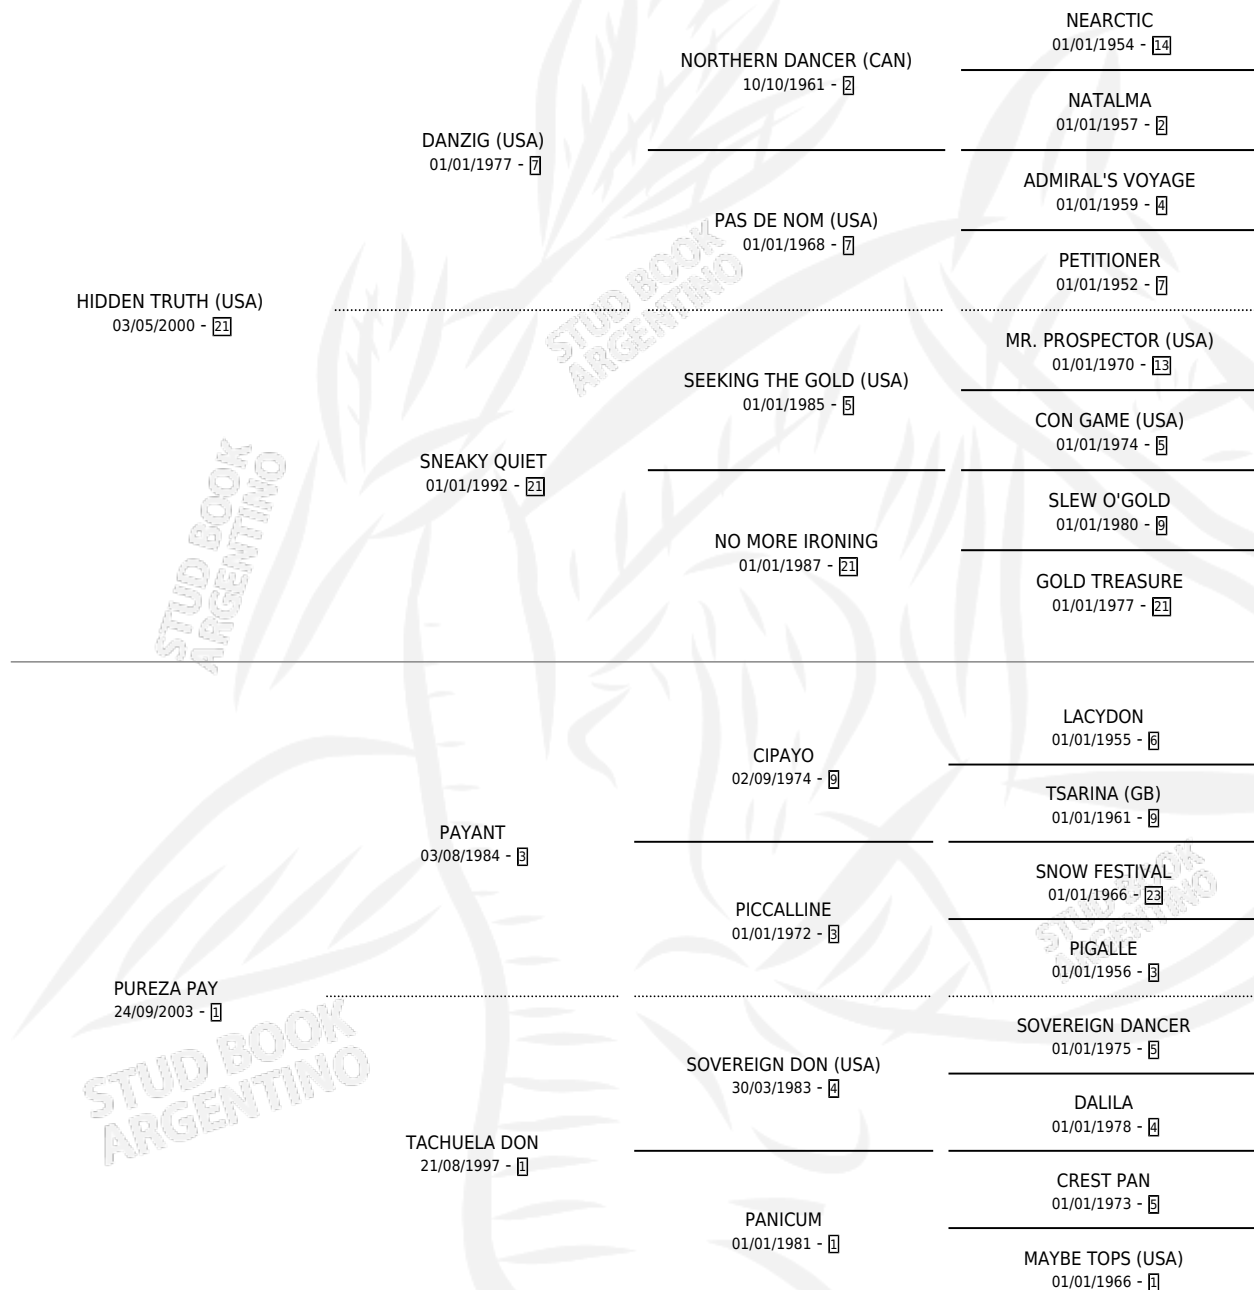 NEARCTIC
01/01/1954 - 14
NORTHERN DANCER (CAN)
10/10/1961 - 2
NATALMA
01/01/1957 - 2
DANZIG (USA)
01/01/1977 - 7
ADMIRAL'S VOYAGE
01/01/1959 - 4
PAS DE NOM (USA)
01/01/1968 - 7
PETITIONER
01/01/1952 - 7
HIDDEN TRUTH (USA)
03/05/2000 - 21
STUD BOOK
ARGENTINO
MR. PROSPECTOR (USA)
01/01/1970 - 13
SEEKING THE GOLD (USA)
01/01/1985 - 5
CON GAME (USA)
01/01/1974 - 5
SNEAKY QUIET
01/01/1992 - 21
SLEW O'GOLD
01/01/1980 - 9
NO MORE IRONING
01/01/1987 - 21
GOLD TREASURE
01/01/1977 - 21
STUD BOOK
ARGENTINO
LACYDON
01/01/1955 - 6
CIPAYO
02/09/1974 - 9
TSARINA (GB)
01/01/1961 - 9
PAYANT
03/08/1984 - 3
SNOW FESTIVAL
01/01/1966 - 23
PICCALLINE
01/01/1972 - 3
STUD BOOK
ARGENTINO
PIGALLE
01/01/1956 - 3
PUREZA PAY
24/09/2003 - 1
SOVEREIGN DANCER
01/01/1975 - 5
SOVEREIGN DON (USA)
30/03/1983 - 4
DALILA
01/01/1978 - 4
STUD BOOK
ARGENTINO
TACHUELA DON
21/08/1997 - 1
CREST PAN
01/01/1973 - 5
PANICUM
01/01/1981 - 1
MAYBE TOPS (USA)
01/01/1966 - 1